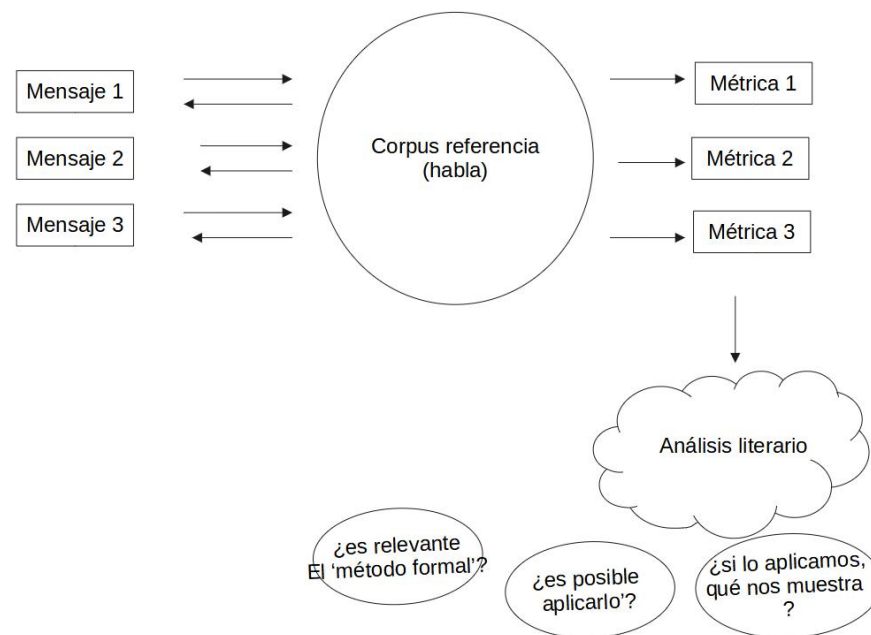 Mensaje 1
Mensaje 2
Mensaje 3
Corpus referencia
(habla)
Métrica 1
Métrica 2
Métrica 3
Análisis literario
¿es relevante
El ‘método formal’?
¿es posible
aplicarlo’?
¿si lo aplicamos,
qué nos muestra
?